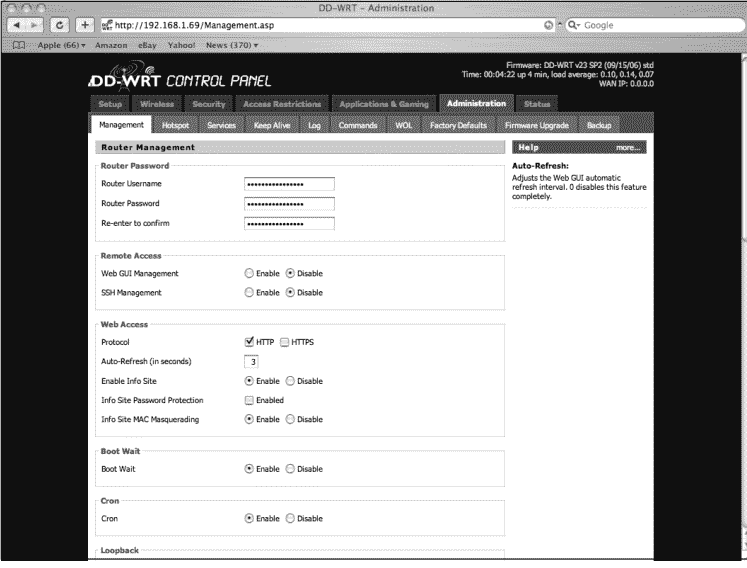 DD-WRT - Administration
http://192.168.1.69/Management.asp
Google
Apple (66) Amazon eBay Yahoo! News (370)
Firmware: DD-WRT v23 SP2 (09/15/06) std
Time: 00:04:22 up 4 min, load average: 0.10, 0.14, 0.07
WAN IP: 0.0.0.0
DD-WRT CONTROL PANEL
Setup Wireless Security Access Restrictions Applications & Gaming Administration Status
Management Hotspot Services Keep Alive Log Commands WOL Factory Defaults Firmware Upgrade Backup
Router Management
Router Password
Router Username ••••••••••••••••
Router Password ••••••••••••••••
Re-enter to confirm ••••••••••••••••
Remote Access
Web GUI Management Enable Disable
SSH Management Enable Disable
Web Access
Protocol HTTP HTTPS
Auto-Refresh (in seconds) 3
Enable Info Site Enable Disable
Info Site Password Protection Enabled
Info Site MAC Masquerading Enable Disable
Boot Wait
Boot Wait Enable Disable
Cron
Cron Enable Disable
Loopback
Help more...
Auto-Refresh:
Adjusts the Web GUI automatic
refresh interval. 0 disables this feature
completely.